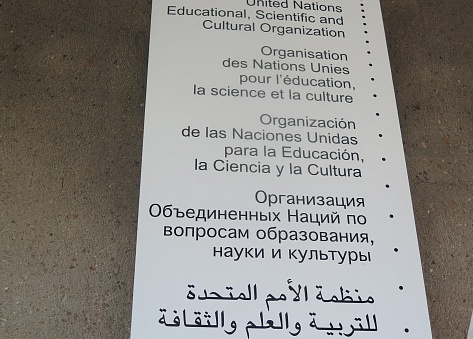 United Nations
Educational, Scientific and
Cultural Organization
Organisation
des Nations Unies
pour l'éducation,
la science et la culture
Organización
de las Naciones Unidas
para la Educación,
la Ciencia y la Cultura
Организация
Объединенных Наций по
вопросам образования,
науки и культуры
منظمة الأمم المتحدة
للتربية والعلم والثقافة